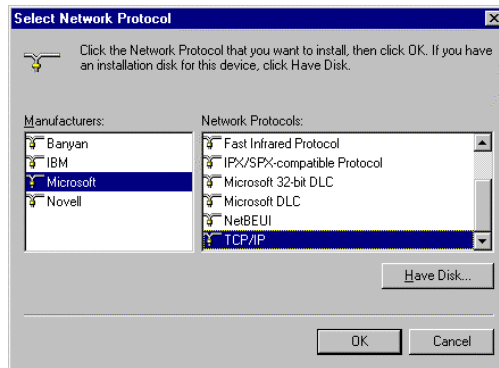 Select Network Protocol
Click the Network Protocol that you want to install, then click OK. If you have
an installation disk for this device, click Have Disk.
Manufacturers:
Banyan
IBM
Microsoft
Novell
Network Protocols:
Fast Infrared Protocol
IPX/SPX-compatible Protocol
Microsoft 32-bit DLC
Microsoft DLC
NetBEUI
TCP/IP
Have Disk...
OK
Cancel